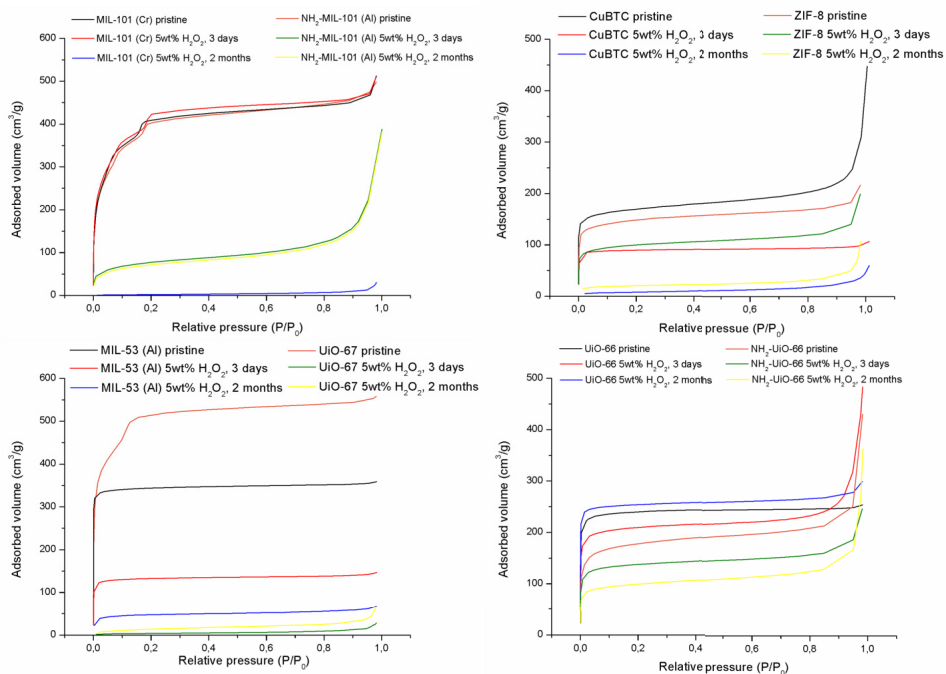 MIL-101 (Cr) pristine
MIL-101 (Cr) 5wt% H₂O₂, 3 days
MIL-101 (Cr) 5wt% H₂O₂, 2 months
NH₂-MIL-101 (Al) pristine
NH₂-MIL-101 (Al) 5wt% H₂O₂, 3 days
NH₂-MIL-101 (Al) 5wt% H₂O₂, 2 months
Adsorbed volume (cm³/g)
600
500
400
300
200
100
0
0,0 0,2 0,4 0,6 0,8 1,0
Relative pressure (P/P₀)
CuBTC pristine
CuBTC 5wt% H₂O₂, 3 days
CuBTC 5wt% H₂O₂, 2 months
ZIF-8 pristine
ZIF-8 5wt% H₂O₂, 3 days
ZIF-8 5wt% H₂O₂, 2 months
Adsorbed volume (cm³/g)
500
400
300
200
100
0
0,0 0,2 0,4 0,6 0,8 1,0
Relative pressure (P/P₀)
MIL-53 (Al) pristine
MIL-53 (Al) 5wt% H₂O₂, 3 days
MIL-53 (Al) 5wt% H₂O₂, 2 months
UiO-67 pristine
UiO-67 5wt% H₂O₂, 3 days
UiO-67 5wt% H₂O₂, 2 months
Adsorbed volume (cm³/g)
600
500
400
300
200
100
0
0,0 0,2 0,4 0,6 0,8 1,0
Relative pressure (P/P₀)
UiO-66 pristine
UiO-66 5wt% H₂O₂, 3 days
UiO-66 5wt% H₂O₂, 2 months
NH₂-UiO-66 pristine
NH₂-UiO-66 5wt% H₂O₂, 3 days
NH₂-UiO-66 5wt% H₂O₂, 2 months
Adsorbed volume (cm³/g)
500
400
300
200
100
0
0,0 0,2 0,4 0,6 0,8 1,0
Relative pressure (P/P₀)